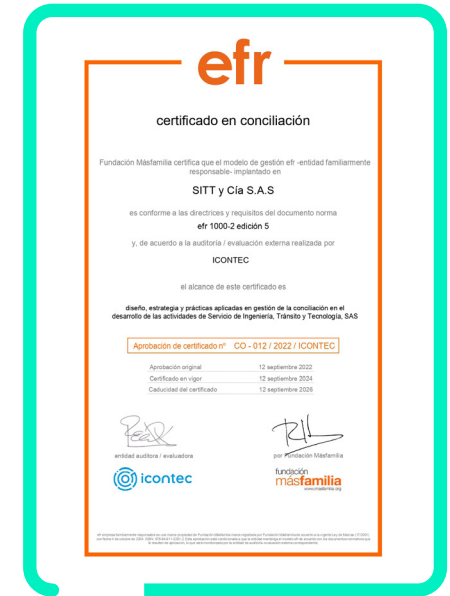 efr
certificado en conciliación
Fundación Másfamilia certifica que el modelo de gestión efr -entidad familiarmente
responsable- implantado en
SITT y Cía S.A.S
es conforme a las directrices y requisitos del documento norma
efr 1000-2 edición 5
y, de acuerdo a la auditoria / evaluación externa realizada por
ICONTEC
el alcance de este certificado es
diseño, estrategia y prácticas aplicadas en gestión de la conciliación en el
desarrollo de las actividades de Servicio de Ingeniería, Tránsito y Tecnología, SAS
Aprobación de certificado nº CO - 012 / 2022 / ICONTEC
Aprobación original 12 septiembre 2022
Certificado en vigor 12 septiembre 2024
Caducidad del certificado 12 septiembre 2026
entidad auditora / evaluadora
por Fundación Másfamilia
icontec
fundación
másfamilia
www.masfamilia.org